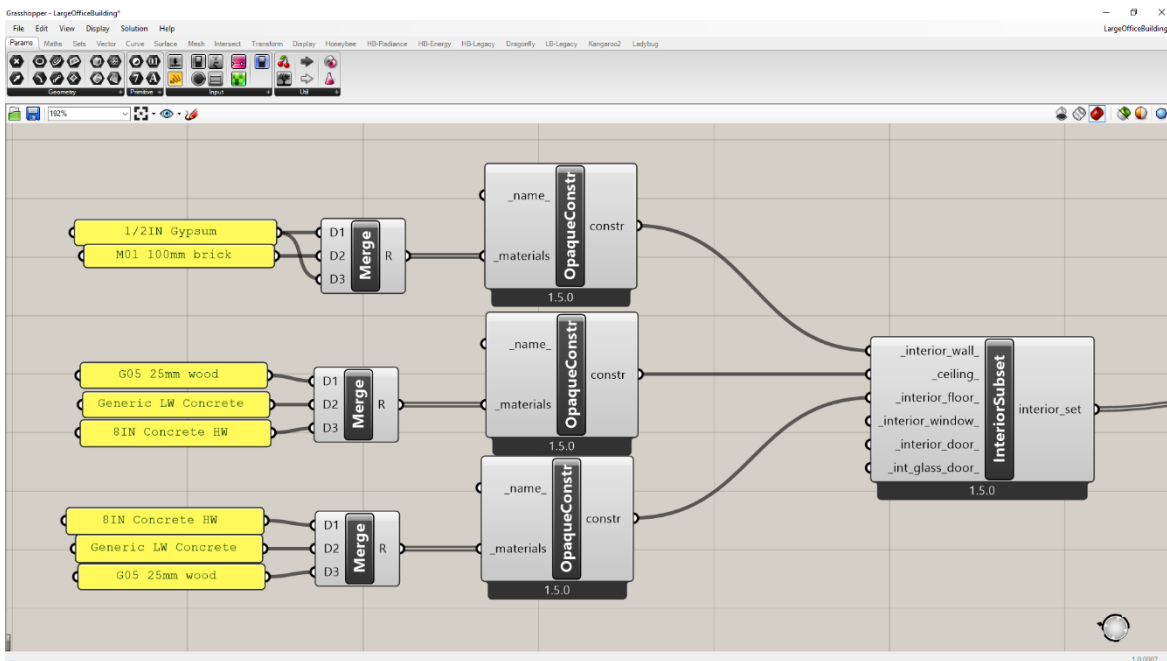 Grasshopper - LargeOfficeBuilding*
File Edit View Display Solution Help
LargeOfficeBuilding
Params Maths Sets Vector Curve Surface Mesh Intersect Transform Display Honeybee HB-Radiance HB-Energy HB-Legacy Dragonfly LB-Legacy Kangaroo2 Ladybug
Geometry Primitive Input Util
192%
1/2IN Gypsum
M01 100mm brick
D1
D2
D3
Merge
R
_name_
_materials
OpaqueConstr
constr
1.5.0
G05 25mm wood
Generic LW Concrete
8IN Concrete HW
D1
D2
D3
Merge
R
_name_
_materials
OpaqueConstr
constr
1.5.0
8IN Concrete HW
Generic LW Concrete
G05 25mm wood
D1
D2
D3
Merge
R
_name_
_materials
OpaqueConstr
constr
1.5.0
_interior_wall_
_ceiling_
_interior_floor_
_interior_window_
_interior_door_
_int_glass_door_
InteriorSubset
interior_set
1.5.0
1.0.0007